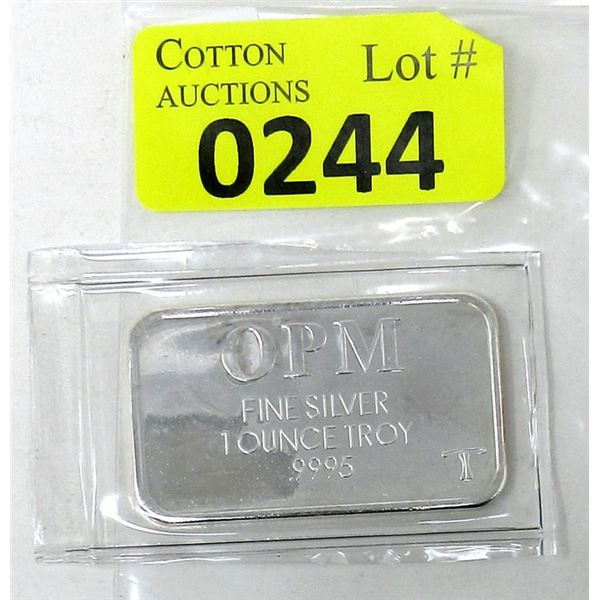 COTTON AUCTIONS Lot #
0244
OPM
FINE SILVER
1 OUNCE TROY
9995
T